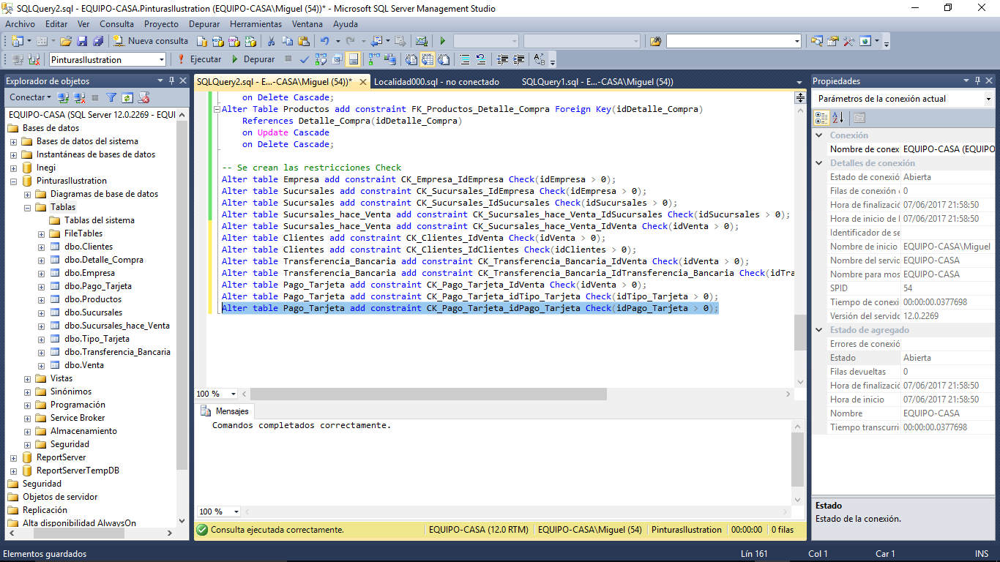 SQLQuery2.sql - EQUIPO-CASA.PinturasIlustration (EQUIPO-CASA\Miguel (54))* - Microsoft SQL Server Management Studio
Archivo Editar Ver Consulta Proyecto Depurar Herramientas Ventana Ayuda
Nueva consulta
PinturasIlustration Ejecutar Depurar
Explorador de objetos
Conectar
EQUIPO-CASA (SQL Server 12.0.2269 - EQUI
Bases de datos
Bases de datos del sistema
Instantáneas de bases de datos
Inegi
PinturasIlustration
Diagramas de base de datos
Tablas
Tablas del sistema
FileTables
dbo.Clientes
dbo.Detalle_Compra
dbo.Empresa
dbo.Pago_Tarjeta
dbo.Productos
dbo.Sucursales
dbo.Sucursales_hace_Venta
dbo.Tipo_Tarjeta
dbo.Transferencia_Bancaria
dbo.Venta
Vistas
Sinónimos
Programación
Service Broker
Almacenamiento
Seguridad
ReportServer
ReportServerTempDB
Seguridad
Objetos de servidor
Replicación
Alta disponibilidad AlwaysOn
SQLQuery2.sql - E...-CASA\Miguel (54))* Localidad000.sql - no conectado SQLQuery1.sql - E...-CASA\Miguel (54))
on Delete Cascade;
Alter Table Productos add constraint FK_Productos_Detalle_Compra Foreign Key(idDetalle_Compra)
References Detalle_Compra(idDetalle_Compra)
on Update Cascade
on Delete Cascade;
-- Se crean las restricciones Check
Alter table Empresa add constraint CK_Empresa_IdEmpresa Check(idEmpresa > 0);
Alter table Sucursales add constraint CK_Sucursales_IdEmpresa Check(idEmpresa > 0);
Alter table Sucursales add constraint CK_Sucursales_IdSucursales Check(idSucursales > 0);
Alter table Sucursales_hace_Venta add constraint CK_Sucursales_hace_Venta_IdSucursales Check(idSucursales > 0);
Alter table Sucursales_hace_Venta add constraint CK_Sucursales_hace_Venta_IdVenta Check(idVenta > 0);
Alter table Clientes add constraint CK_Clientes_IdVenta Check(idVenta > 0);
Alter table Clientes add constraint CK_Clientes_IdClientes Check(idClientes > 0);
Alter table Transferencia_Bancaria add constraint CK_Transferencia_Bancaria_IdVenta Check(idVenta > 0);
Alter table Transferencia_Bancaria add constraint CK_Transferencia_Bancaria_IdTransferencia_Bancaria Check(idTra
Alter table Pago_Tarjeta add constraint CK_Pago_Tarjeta_IdVenta Check(idVenta > 0);
Alter table Pago_Tarjeta add constraint CK_Pago_Tarjeta_idTipo_Tarjeta Check(idTipo_Tarjeta > 0);
Alter table Pago_Tarjeta add constraint CK_Pago_Tarjeta_idPago_Tarjeta Check(idPago_Tarjeta > 0);
100 %
Mensajes
Comandos completados correctamente.
100 %
Consulta ejecutada correctamente. EQUIPO-CASA (12.0 RTM) EQUIPO-CASA\Miguel (54) PinturasIlustration 00:00:00 0 filas
Propiedades
Parámetros de la conexión actual
Conexión
Nombre de conex EQUIPO-CASA (EQUIPO
Detalles de conexión
Estado de conexió Abierta
Filas de conexión 0
Hora de finalizació 07/06/2017 21:58:50
Hora de inicio de l 07/06/2017 21:58:50
Identificador de se
Nombre de inicio EQUIPO-CASA\Miguel
Nombre del servid EQUIPO-CASA
Nombre para mos EQUIPO-CASA
SPID 54
Tiempo de conexi 00:00:00.0377698
Versión del servido 12.0.2269
Estado de agregado
Errores de conexió
Estado Abierta
Filas devueltas 0
Hora de finalizació 07/06/2017 21:58:50
Hora de inicio 07/06/2017 21:58:50
Nombre EQUIPO-CASA
Tiempo transcurri 00:00:00.0377698
Estado
Estado de la conexión.
Elementos guardados Lín 161 Col 1 Car 1 INS